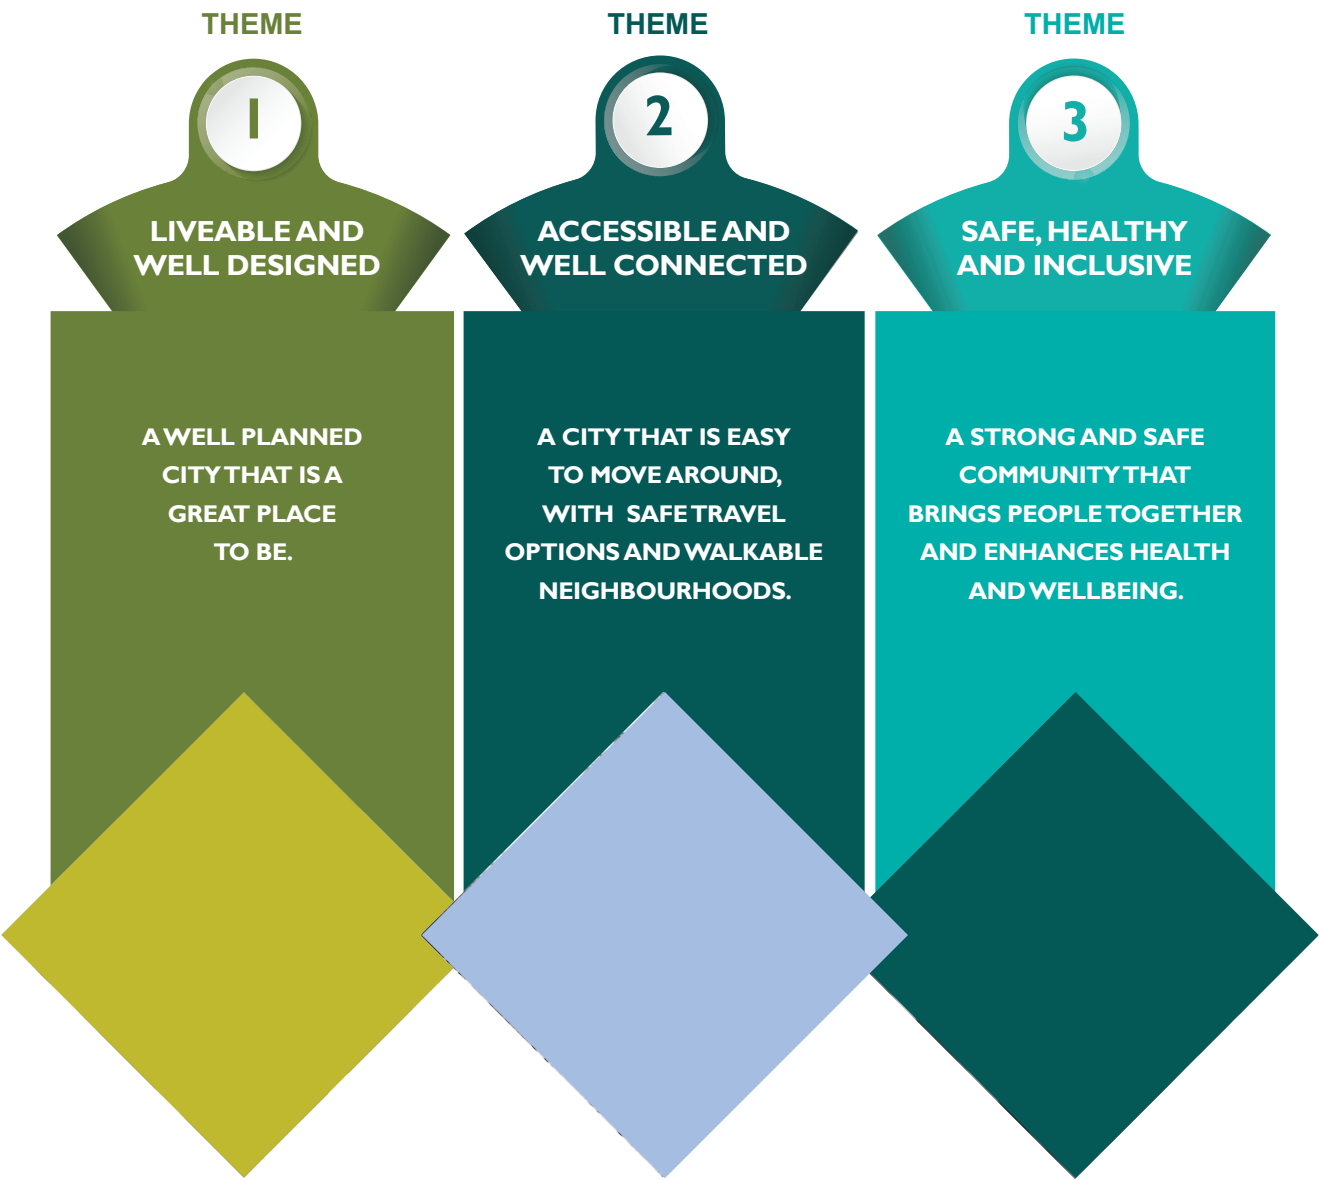 THEME
1
LIVEABLE AND
WELL DESIGNED
A WELL PLANNED
CITY THAT IS A
GREAT PLACE
TO BE.
THEME
2
ACCESSIBLE AND
WELL CONNECTED
A CITY THAT IS EASY
TO MOVE AROUND,
WITH SAFE TRAVEL
OPTIONS AND WALKABLE
NEIGHBOURHOODS.
THEME
3
SAFE, HEALTHY
AND INCLUSIVE
A STRONG AND SAFE
COMMUNITY THAT
BRINGS PEOPLE TOGETHER
AND ENHANCES HEALTH
AND WELLBEING.